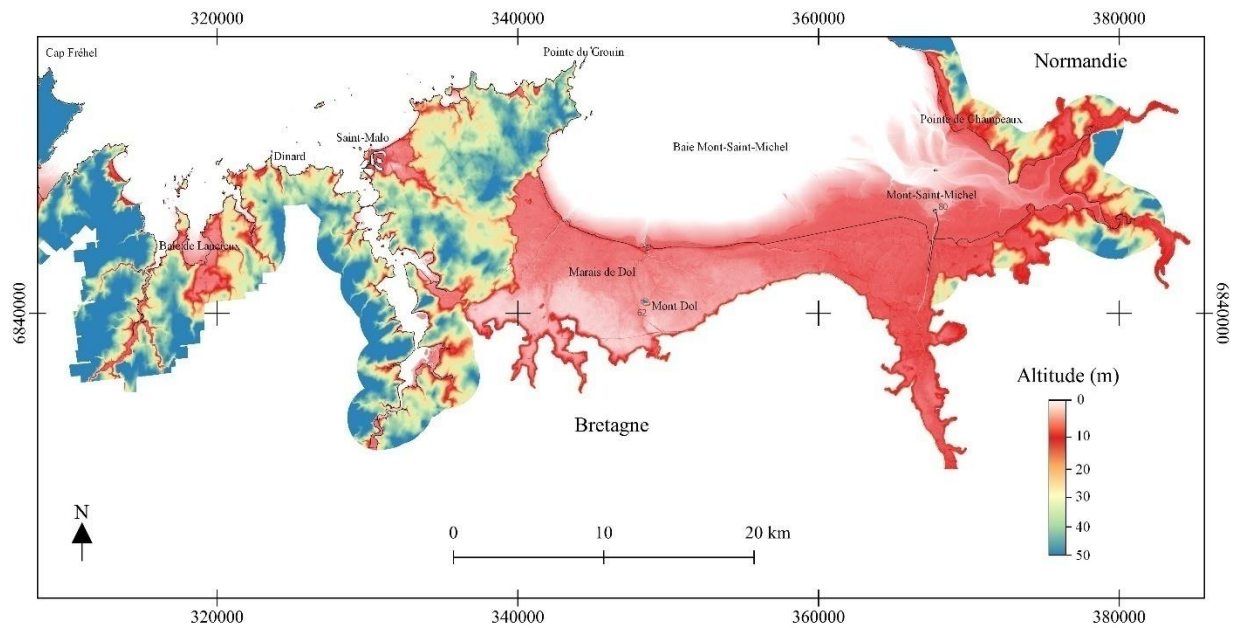 320000 340000 360000 380000
Cap Fréhel
Pointe du Grouin
Normandie
Pointe de Champeaux
Saint-Malo
Baie Mont-Saint-Michel
Dinard
Mont-Saint-Michel
80
Baie de Lancieux
Marais de Dol
Mont Dol
62
6840000 6840000
Altitude (m)
0
10
20
30
40
50
Bretagne
N
0 10 20 km
320000 340000 360000 380000